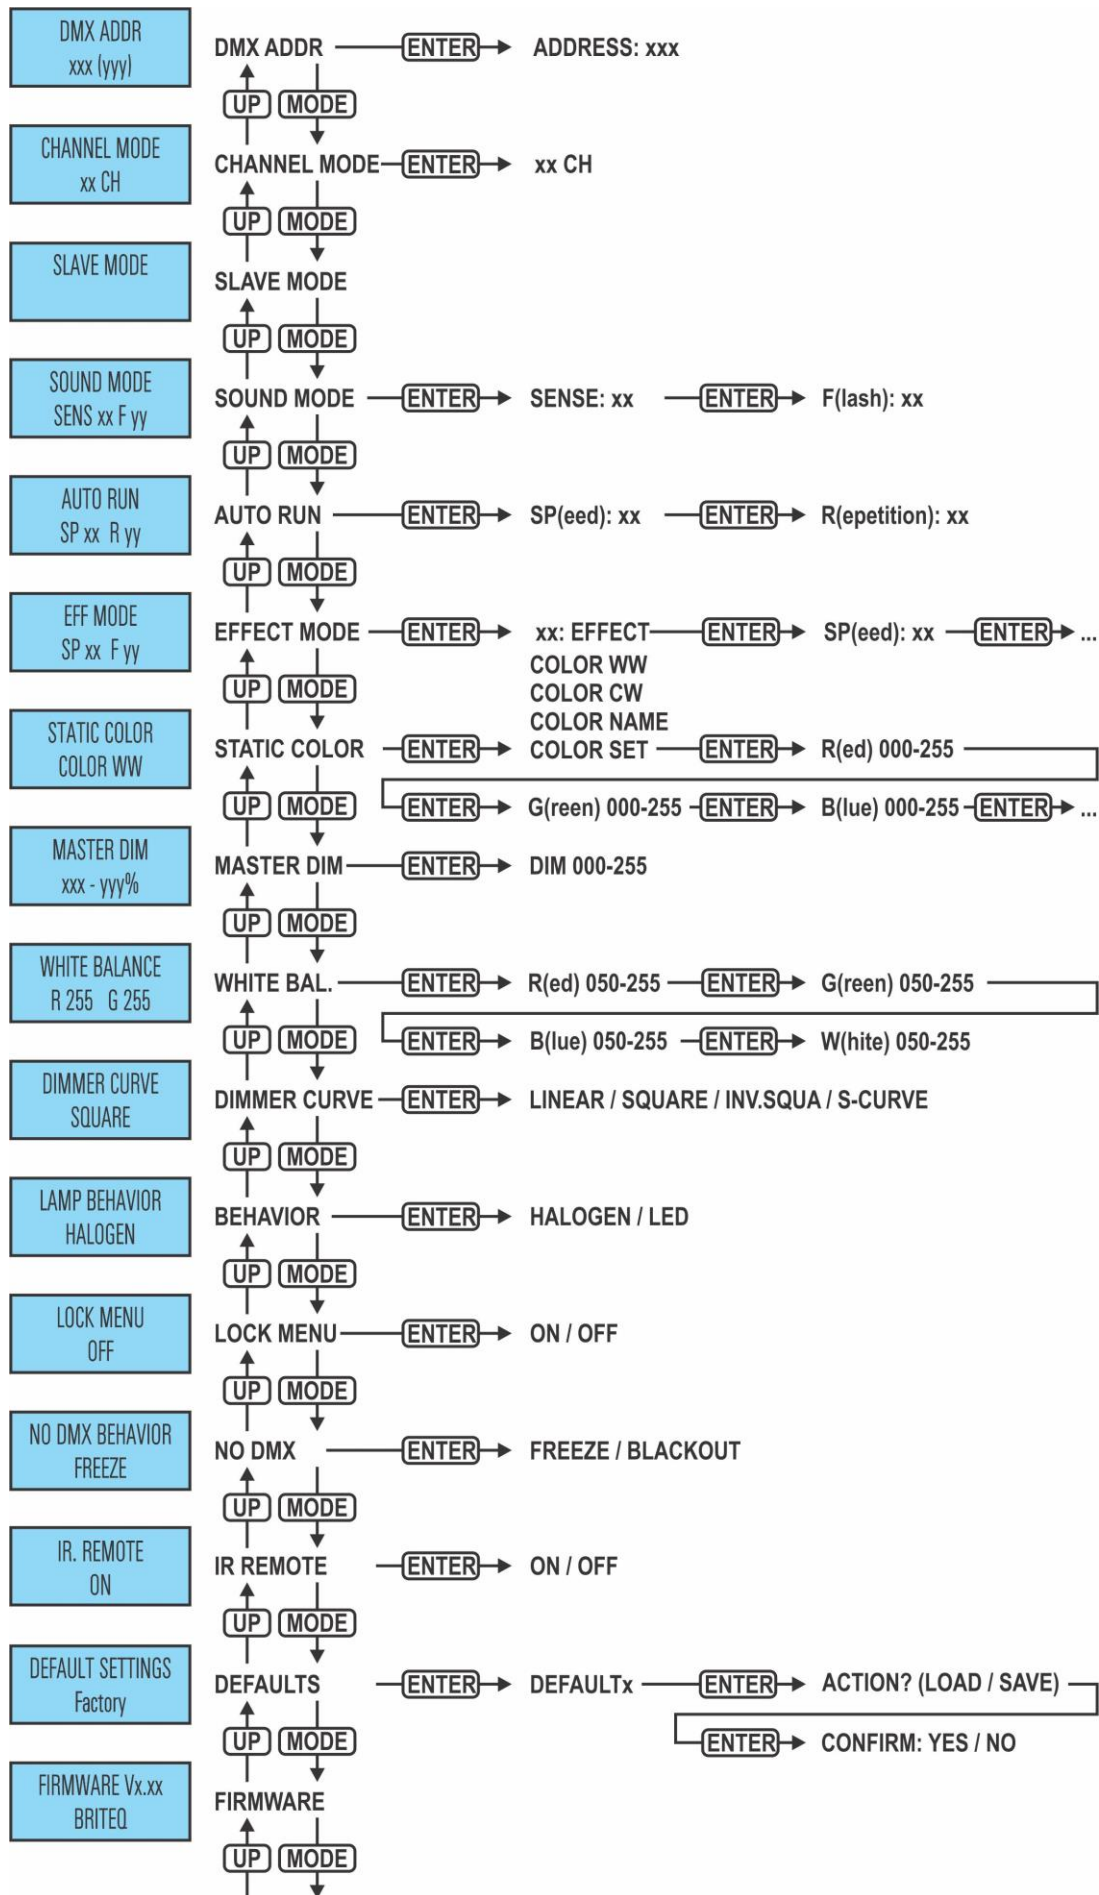 DMX ADDR
xxx (yyy)
DMX ADDR ENTER ADDRESS: xxx
UP MODE
CHANNEL MODE
xx CH
CHANNEL MODE ENTER xx CH
UP MODE
SLAVE MODE
SLAVE MODE
UP MODE
SOUND MODE
SENS xx F yy
SOUND MODE ENTER SENSE: xx ENTER F(lash): xx
UP MODE
AUTO RUN
SP xx R yy
AUTO RUN ENTER SP(eed): xx ENTER R(epetition): xx
UP MODE
EFF MODE
SP xx F yy
EFFECT MODE ENTER xx: EFFECT ENTER SP(eed): xx ENTER ...
COLOR WW
UP MODE COLOR CW
COLOR NAME
STATIC COLOR
COLOR WW
STATIC COLOR ENTER COLOR SET ENTER R(ed) 000-255
UP MODE ENTER G(reen) 000-255 ENTER B(lue) 000-255 ENTER ...
MASTER DIM
xxx - yyy%
MASTER DIM ENTER DIM 000-255
UP MODE
WHITE BALANCE
R 255 G 255
WHITE BAL. ENTER R(ed) 050-255 ENTER G(reen) 050-255
UP MODE ENTER B(lue) 050-255 ENTER W(hite) 050-255
DIMMER CURVE
SQUARE
DIMMER CURVE ENTER LINEAR / SQUARE / INV.SQUA / S-CURVE
UP MODE
LAMP BEHAVIOR
HALOGEN
BEHAVIOR ENTER HALOGEN / LED
UP MODE
LOCK MENU
OFF
LOCK MENU ENTER ON / OFF
UP MODE
NO DMX BEHAVIOR
FREEZE
NO DMX ENTER FREEZE / BLACKOUT
UP MODE
IR. REMOTE
ON
IR REMOTE ENTER ON / OFF
UP MODE
DEFAULT SETTINGS
Factory
DEFAULTS ENTER DEFAULTx ENTER ACTION? (LOAD / SAVE)
UP MODE ENTER CONFIRM: YES / NO
FIRMWARE Vx.xx
BRITEQ
FIRMWARE
UP MODE